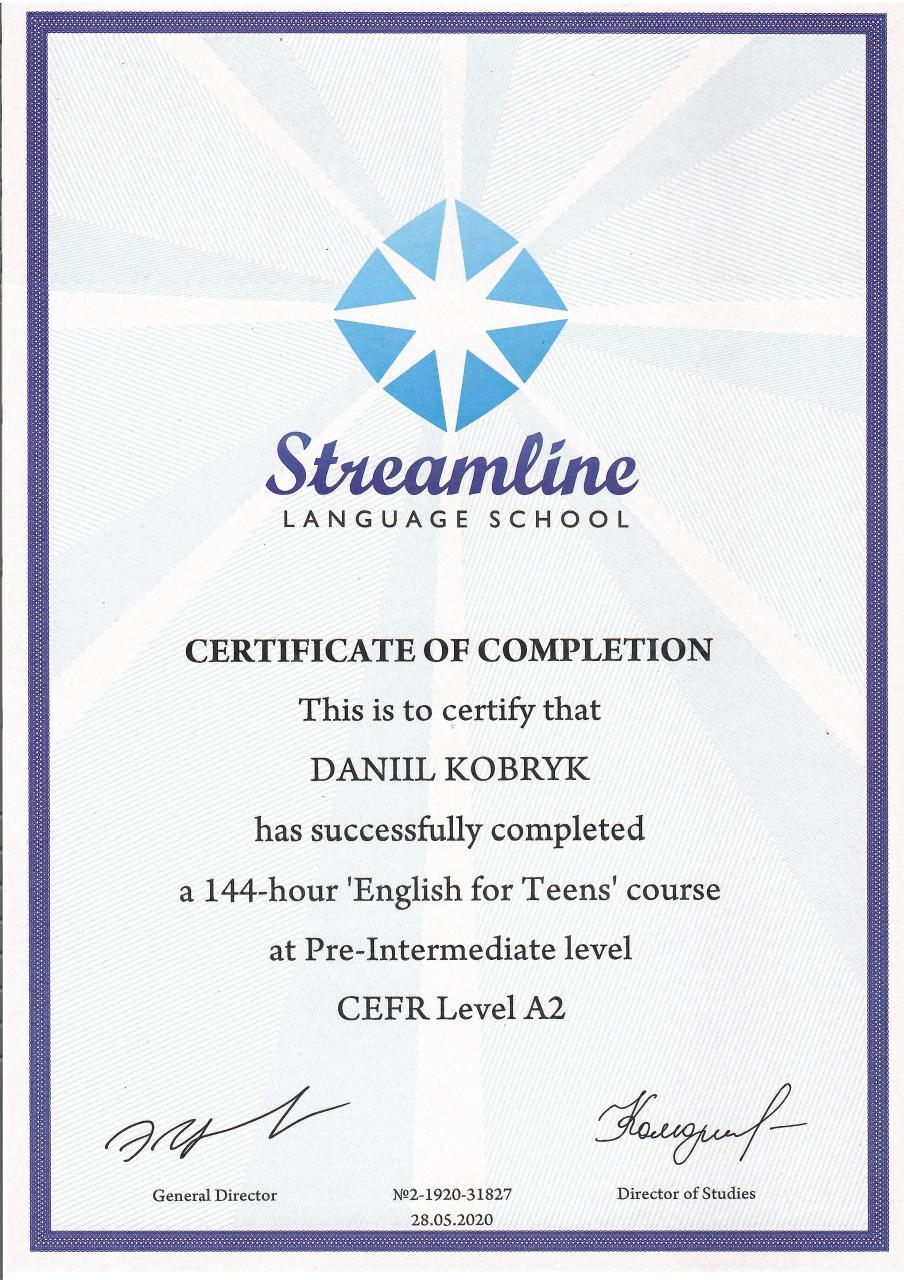 Streamline
LANGUAGE SCHOOL
CERTIFICATE OF COMPLETION
This is to certify that
DANIIL KOBRYK
has successfully completed
a 144-hour 'English for Teens' course
at Pre-Intermediate level
CEFR Level A2
General Director
№2-1920-31827
Director of Studies
28.05.2020